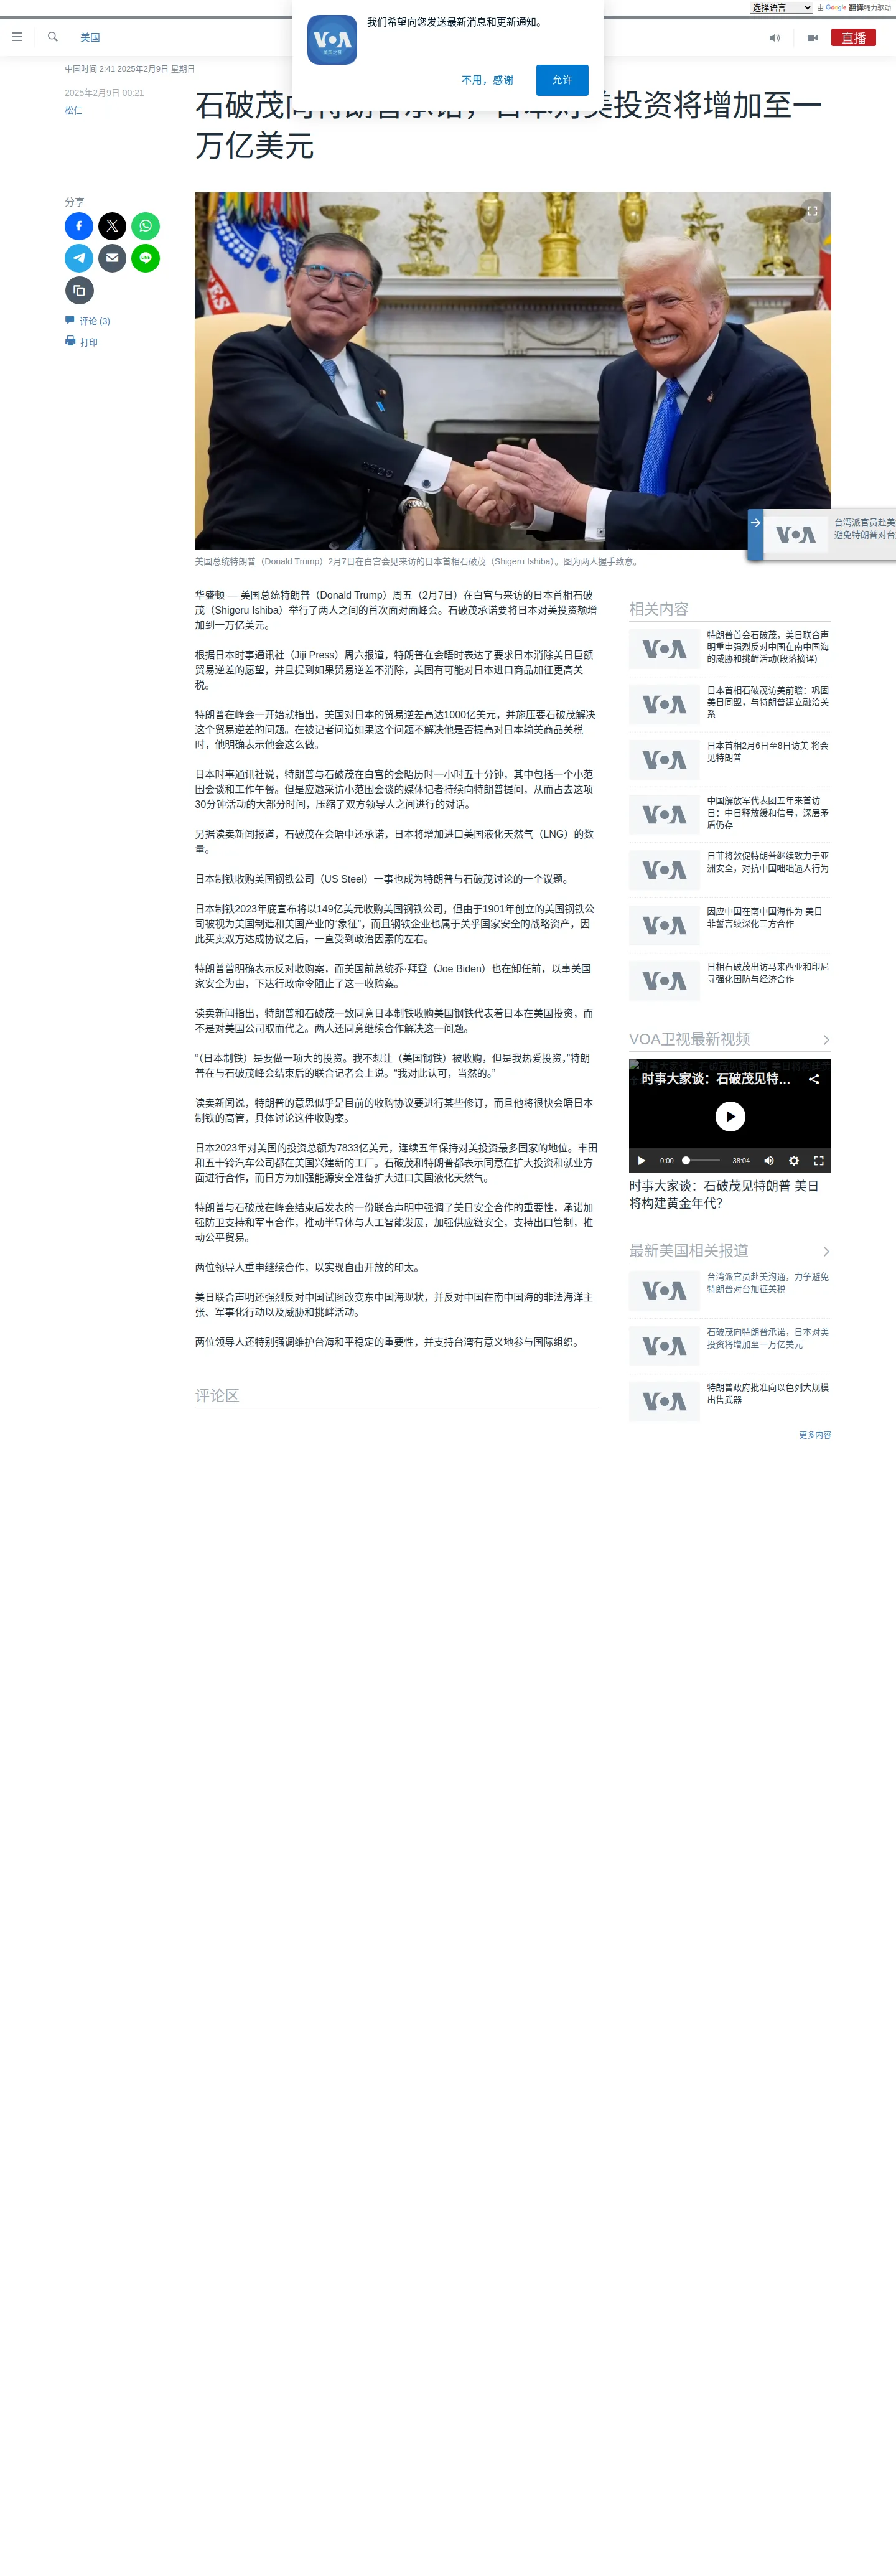 选择语言 由 Google 翻译强力驱动
我们希望向您发送最新消息和更新通知。
不用，感谢 允许
VOA
美国
直播
中国时间 2:41 2025年2月9日 星期日
2025年2月9日 00:21
松仁
石破茂向特朗普承诺，日本对美投资将增加至一
万亿美元
分享
评论 (3)
打印
美国总统特朗普（Donald Trump）2月7日在白宫会见来访的日本首相石破茂（Shigeru Ishiba）。图为两人握手致意。
台湾派官员赴美
避免特朗普对台
华盛顿 — 美国总统特朗普（Donald Trump）周五（2月7日）在白宫与来访的日本首相石破
茂（Shigeru Ishiba）举行了两人之间的首次面对面峰会。石破茂承诺要将日本对美投资额增
加到一万亿美元。
根据日本时事通讯社（Jiji Press）周六报道，特朗普在会晤时表达了要求日本消除美日巨额
贸易逆差的愿望，并且提到如果贸易逆差不消除，美国有可能对日本进口商品加征更高关
税。
特朗普在峰会一开始就指出，美国对日本的贸易逆差高达1000亿美元，并施压要石破茂解决
这个贸易逆差的问题。在被记者问道如果这个问题不解决他是否提高对日本输美商品关税
时，他明确表示他会这么做。
日本时事通讯社说，特朗普与石破茂在白宫的会晤历时一小时五十分钟，其中包括一个小范
围会谈和工作午餐。但是应邀采访小范围会谈的媒体记者持续向特朗普提问，从而占去这项
30分钟活动的大部分时间，压缩了双方领导人之间进行的对话。
另据读卖新闻报道，石破茂在会晤中还承诺，日本将增加进口美国液化天然气（LNG）的数
量。
日本制铁收购美国钢铁公司（US Steel）一事也成为特朗普与石破茂讨论的一个议题。
日本制铁2023年底宣布将以149亿美元收购美国钢铁公司，但由于1901年创立的美国钢铁公
司被视为美国制造和美国产业的“象征”，而且钢铁企业也属于关乎国家安全的战略资产，因
此买卖双方达成协议之后，一直受到政治因素的左右。
特朗普曾明确表示反对收购案，而美国前总统乔·拜登（Joe Biden）也在卸任前，以事关国
家安全为由，下达行政命令阻止了这一收购案。
读卖新闻指出，特朗普和石破茂一致同意日本制铁收购美国钢铁代表着日本在美国投资，而
不是对美国公司取而代之。两人还同意继续合作解决这一问题。
“（日本制铁）是要做一项大的投资。我不想让（美国钢铁）被收购，但是我热爱投资，”特朗
普在与石破茂峰会结束后的联合记者会上说。“我对此认可，当然的。”
读卖新闻说，特朗普的意思似乎是目前的收购协议要进行某些修订，而且他将很快会晤日本
制铁的高管，具体讨论这件收购案。
日本2023年对美国的投资总额为7833亿美元，连续五年保持对美投资最多国家的地位。丰田
和五十铃汽车公司都在美国兴建新的工厂。石破茂和特朗普都表示同意在扩大投资和就业方
面进行合作，而日方为加强能源安全准备扩大进口美国液化天然气。
特朗普与石破茂在峰会结束后发表的一份联合声明中强调了美日安全合作的重要性，承诺加
强防卫支持和军事合作，推动半导体与人工智能发展，加强供应链安全，支持出口管制，推
动公平贸易。
两位领导人重申继续合作，以实现自由开放的印太。
美日联合声明还强烈反对中国试图改变东中国海现状，并反对中国在南中国海的非法海洋主
张、军事化行动以及威胁和挑衅活动。
两位领导人还特别强调维护台海和平稳定的重要性，并支持台湾有意义地参与国际组织。
评论区
相关内容
特朗普首会石破茂，美日联合声
明重申强烈反对中国在南中国海
的威胁和挑衅活动(段落摘译)
日本首相石破茂访美前瞻：巩固
美日同盟，与特朗普建立融洽关
系
日本首相2月6日至8日访美 将会
见特朗普
中国解放军代表团五年来首访
日：中日释放缓和信号，深层矛
盾仍存
日菲将敦促特朗普继续致力于亚
洲安全，对抗中国咄咄逼人行为
因应中国在南中国海作为 美日
菲誓言续深化三方合作
日相石破茂出访马来西亚和印尼
寻强化国防与经济合作
VOA卫视最新视频
时事大家谈：石破茂见特...
0:00 38:04
时事大家谈：石破茂见特朗普 美日
将构建黄金年代？
最新美国相关报道
台湾派官员赴美沟通，力争避免
特朗普对台加征关税
石破茂向特朗普承诺，日本对美
投资将增加至一万亿美元
特朗普政府批准向以色列大规模
出售武器
更多内容